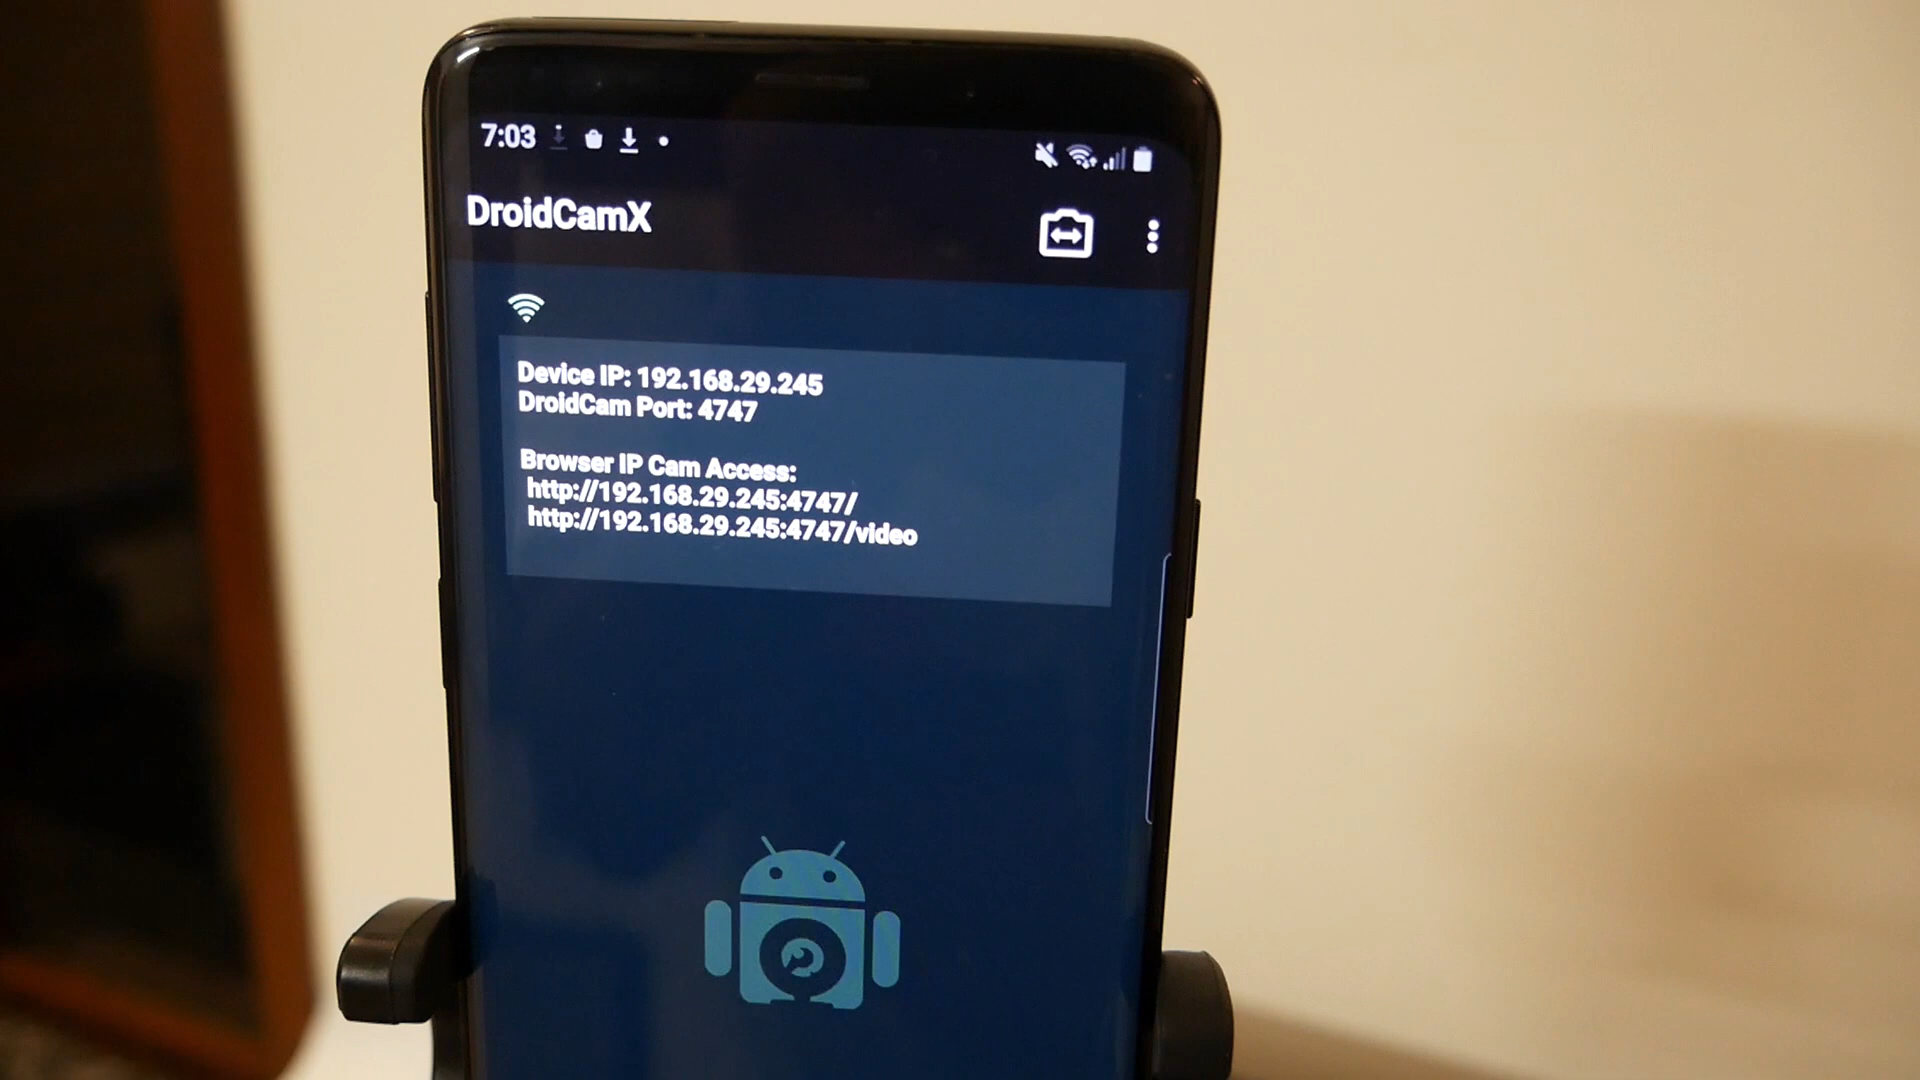 7:03
DroidCamX
Device IP: 192.168.29.245
DroidCam Port: 4747
Browser IP Cam Access:
http://192.168.29.245:4747/
http://192.168.29.245:4747/video